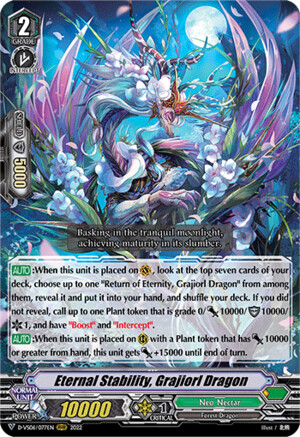 2
GRADE
INTERCEPT
SHIELD
5000
Basking in the tranquil moonlight,
achieving maturity in its slumber.
AUTO:When this unit is placed on , look at the top seven cards of your
deck, choose up to one "Return of Eternity, Grajiorl Dragon" from among
them, reveal it and put it into your hand, and shuffle your deck. If you did
not reveal, call up to one Plant token that is grade 0/ 10000/ 10000/
1, and has "Boost" and "Intercept".
AUTO:When this unit is placed on with a Plant token that has 10000
or greater from hand, this unit gets +15000 until end of turn.
Eternal Stability, Grajiorl Dragon
NORMAL
UNIT
Neo Nectar
Forest Dragon
POWER
10000
1
CRITICAL
D-VS06/077EN RRR 2022
Illust /